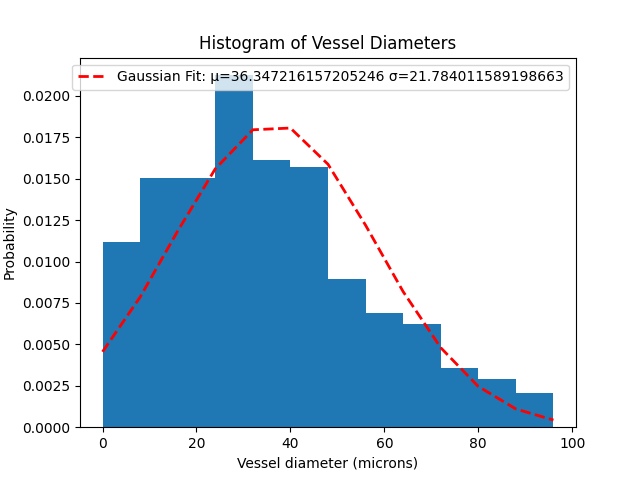 Histogram of Vessel Diameters
Gaussian Fit: μ=36.347216157205246 σ=21.784011589198663
0.0200
0.0175
0.0150
0.0125
0.0100
0.0075
0.0050
0.0025
0.0000
Probability
0 20 40 60 80 100
Vessel diameter (microns)